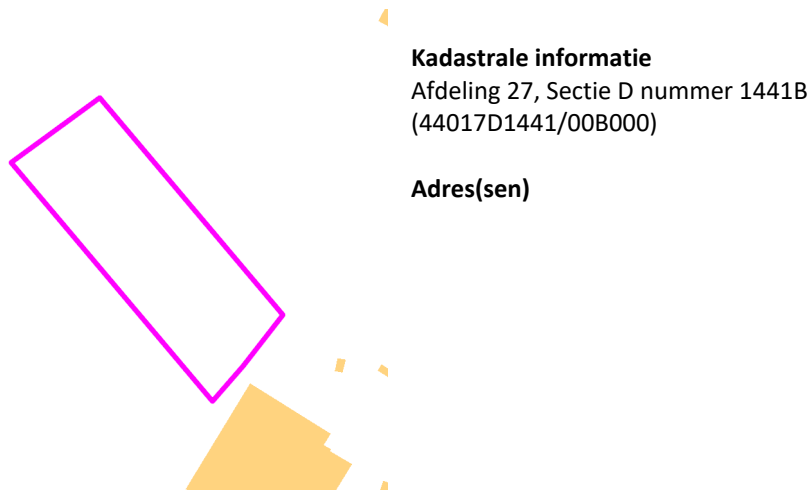 Kadastrale informatie
Afdeling 27, Sectie D nummer 1441B
(44017D1441/00B000)
Adres(sen)